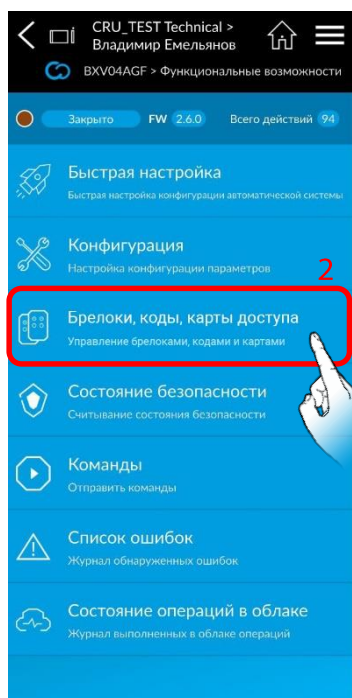 CRU_TEST Technical >
Владимир Емельянов
BXV04AGF > Функциональные возможности
Закрыто FW 2.6.0 Всего действий 94
Быстрая настройка
Быстрая настройка конфигурации автоматической системы
Конфигурация
Настройка конфигурации параметров
2
Брелоки, коды, карты доступа
Управление брелоками, кодами и картами
Состояние безопасности
Считывание состояния безопасности
Команды
Отправить команды
Список ошибок
Журнал обнаруженных ошибок
Состояние операций в облаке
Журнал выполненных в облаке операций